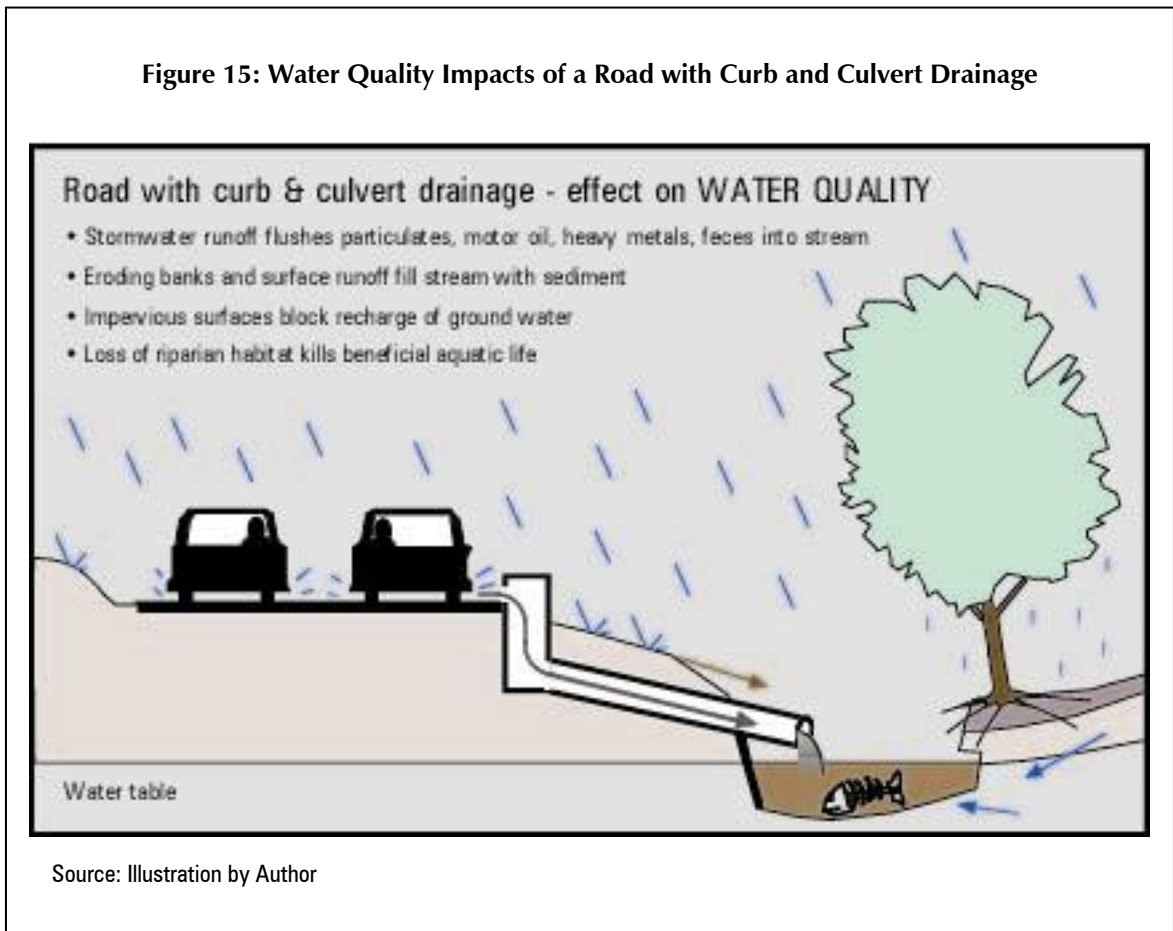 Figure 15: Water Quality Impacts of a Road with Curb and Culvert Drainage
Road with curb & culvert drainage - effect on WATER QUALITY
• Stormwater runoff flushes particulates, motor oil, heavy metals, feces into stream
• Eroding banks and surface runoff fill stream with sediment
• Impervious surfaces block recharge of ground water
• Loss of riparian habitat kills beneficial aquatic life
Water table
Source: Illustration by Author